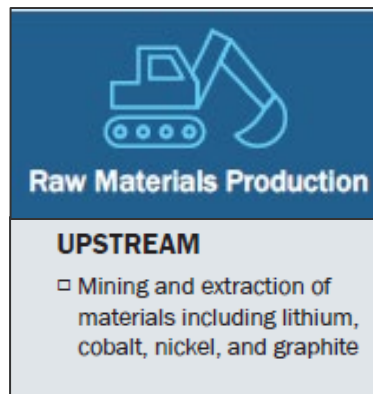 Raw Materials Production
UPSTREAM
□ Mining and extraction of
materials including lithium,
cobalt, nickel, and graphite